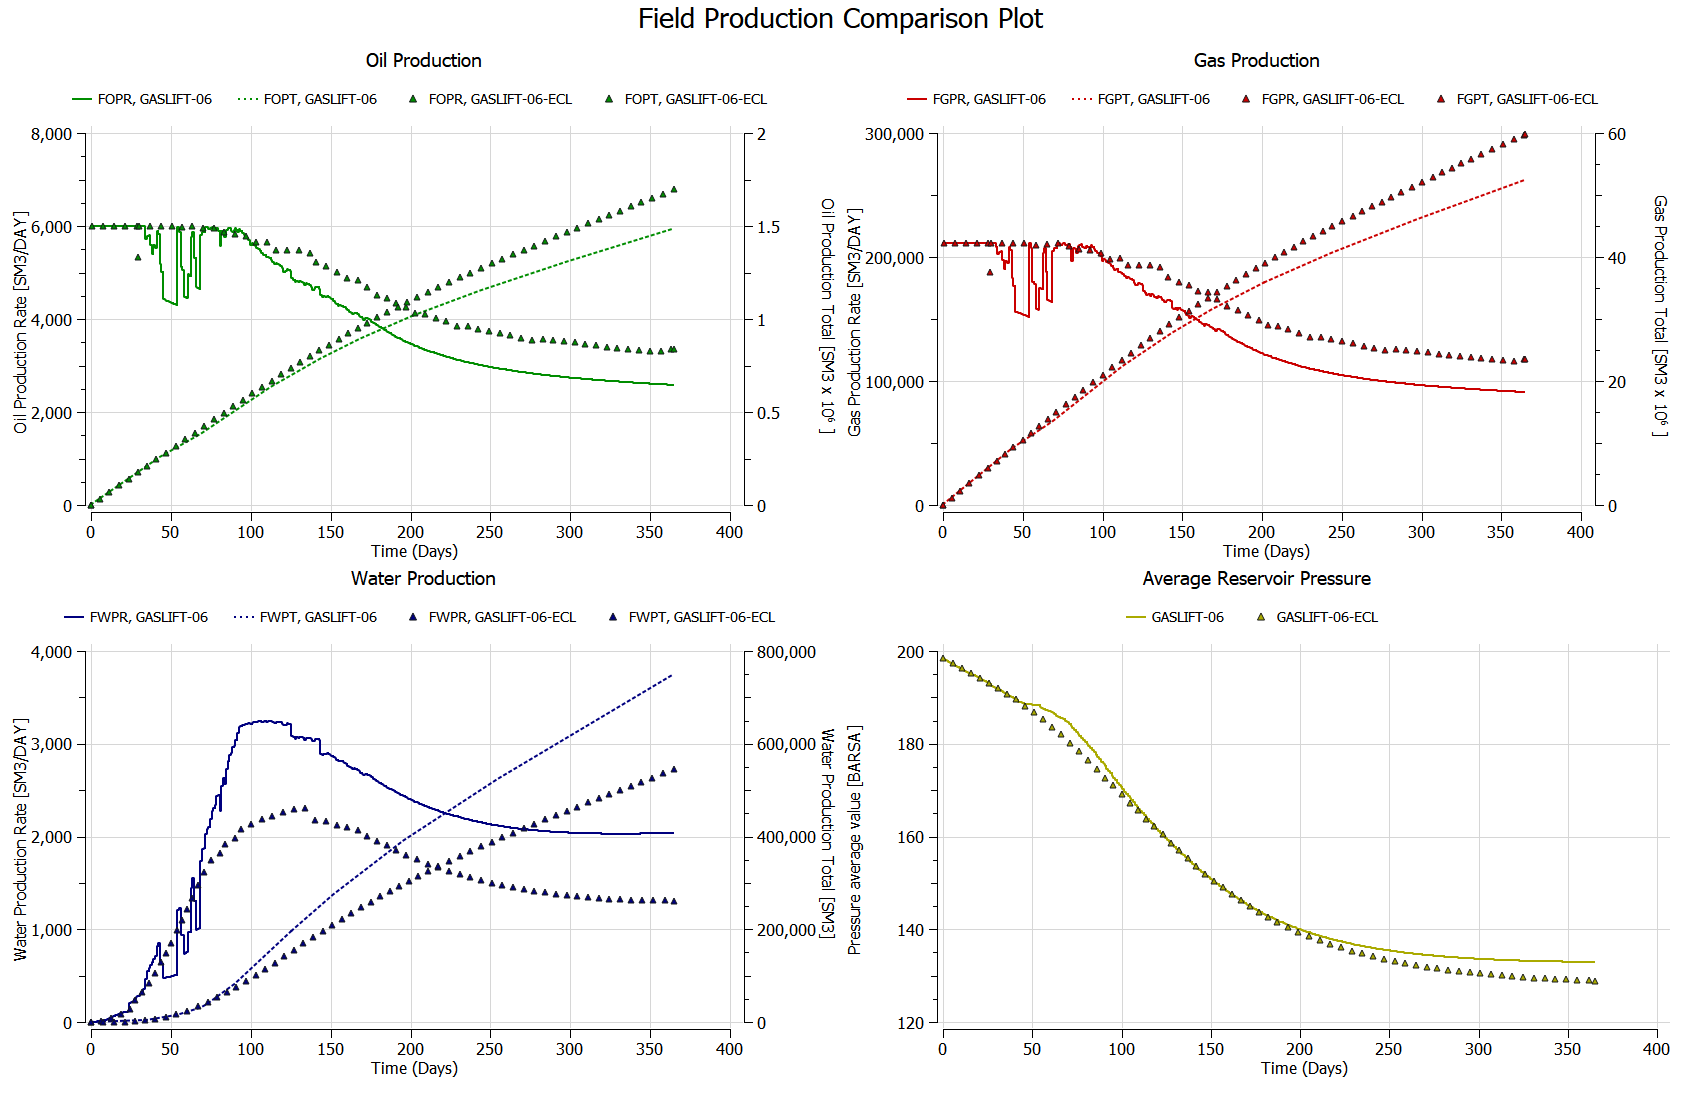 Field Production Comparison Plot
Oil Production
FOPR, GASLIFT-06 FOPT, GASLIFT-06 FOPR, GASLIFT-06-ECL FOPT, GASLIFT-06-ECL
8,000
6,000
4,000
2,000
0
Oil Production Rate [SM3/DAY]
2
1.5
1
0.5
0
Oil Production Total [SM3 x 10⁶ ]
0 50 100 150 200 250 300 350 400
Time (Days)
Gas Production
FGPR, GASLIFT-06 FGPT, GASLIFT-06 FGPR, GASLIFT-06-ECL FGPT, GASLIFT-06-ECL
300,000
200,000
100,000
0
Gas Production Rate [SM3/DAY]
60
40
20
0
Gas Production Total [SM3 x 10⁶ ]
0 50 100 150 200 250 300 350 400
Time (Days)
Water Production
FWPR, GASLIFT-06 FWPT, GASLIFT-06 FWPR, GASLIFT-06-ECL FWPT, GASLIFT-06-ECL
4,000
3,000
2,000
1,000
0
Water Production Rate [SM3/DAY]
800,000
600,000
400,000
200,000
0
Water Production Total [SM3]
0 50 100 150 200 250 300 350 400
Time (Days)
Average Reservoir Pressure
GASLIFT-06 GASLIFT-06-ECL
200
180
160
140
120
Pressure average value [BARSA]
0 50 100 150 200 250 300 350 400
Time (Days)